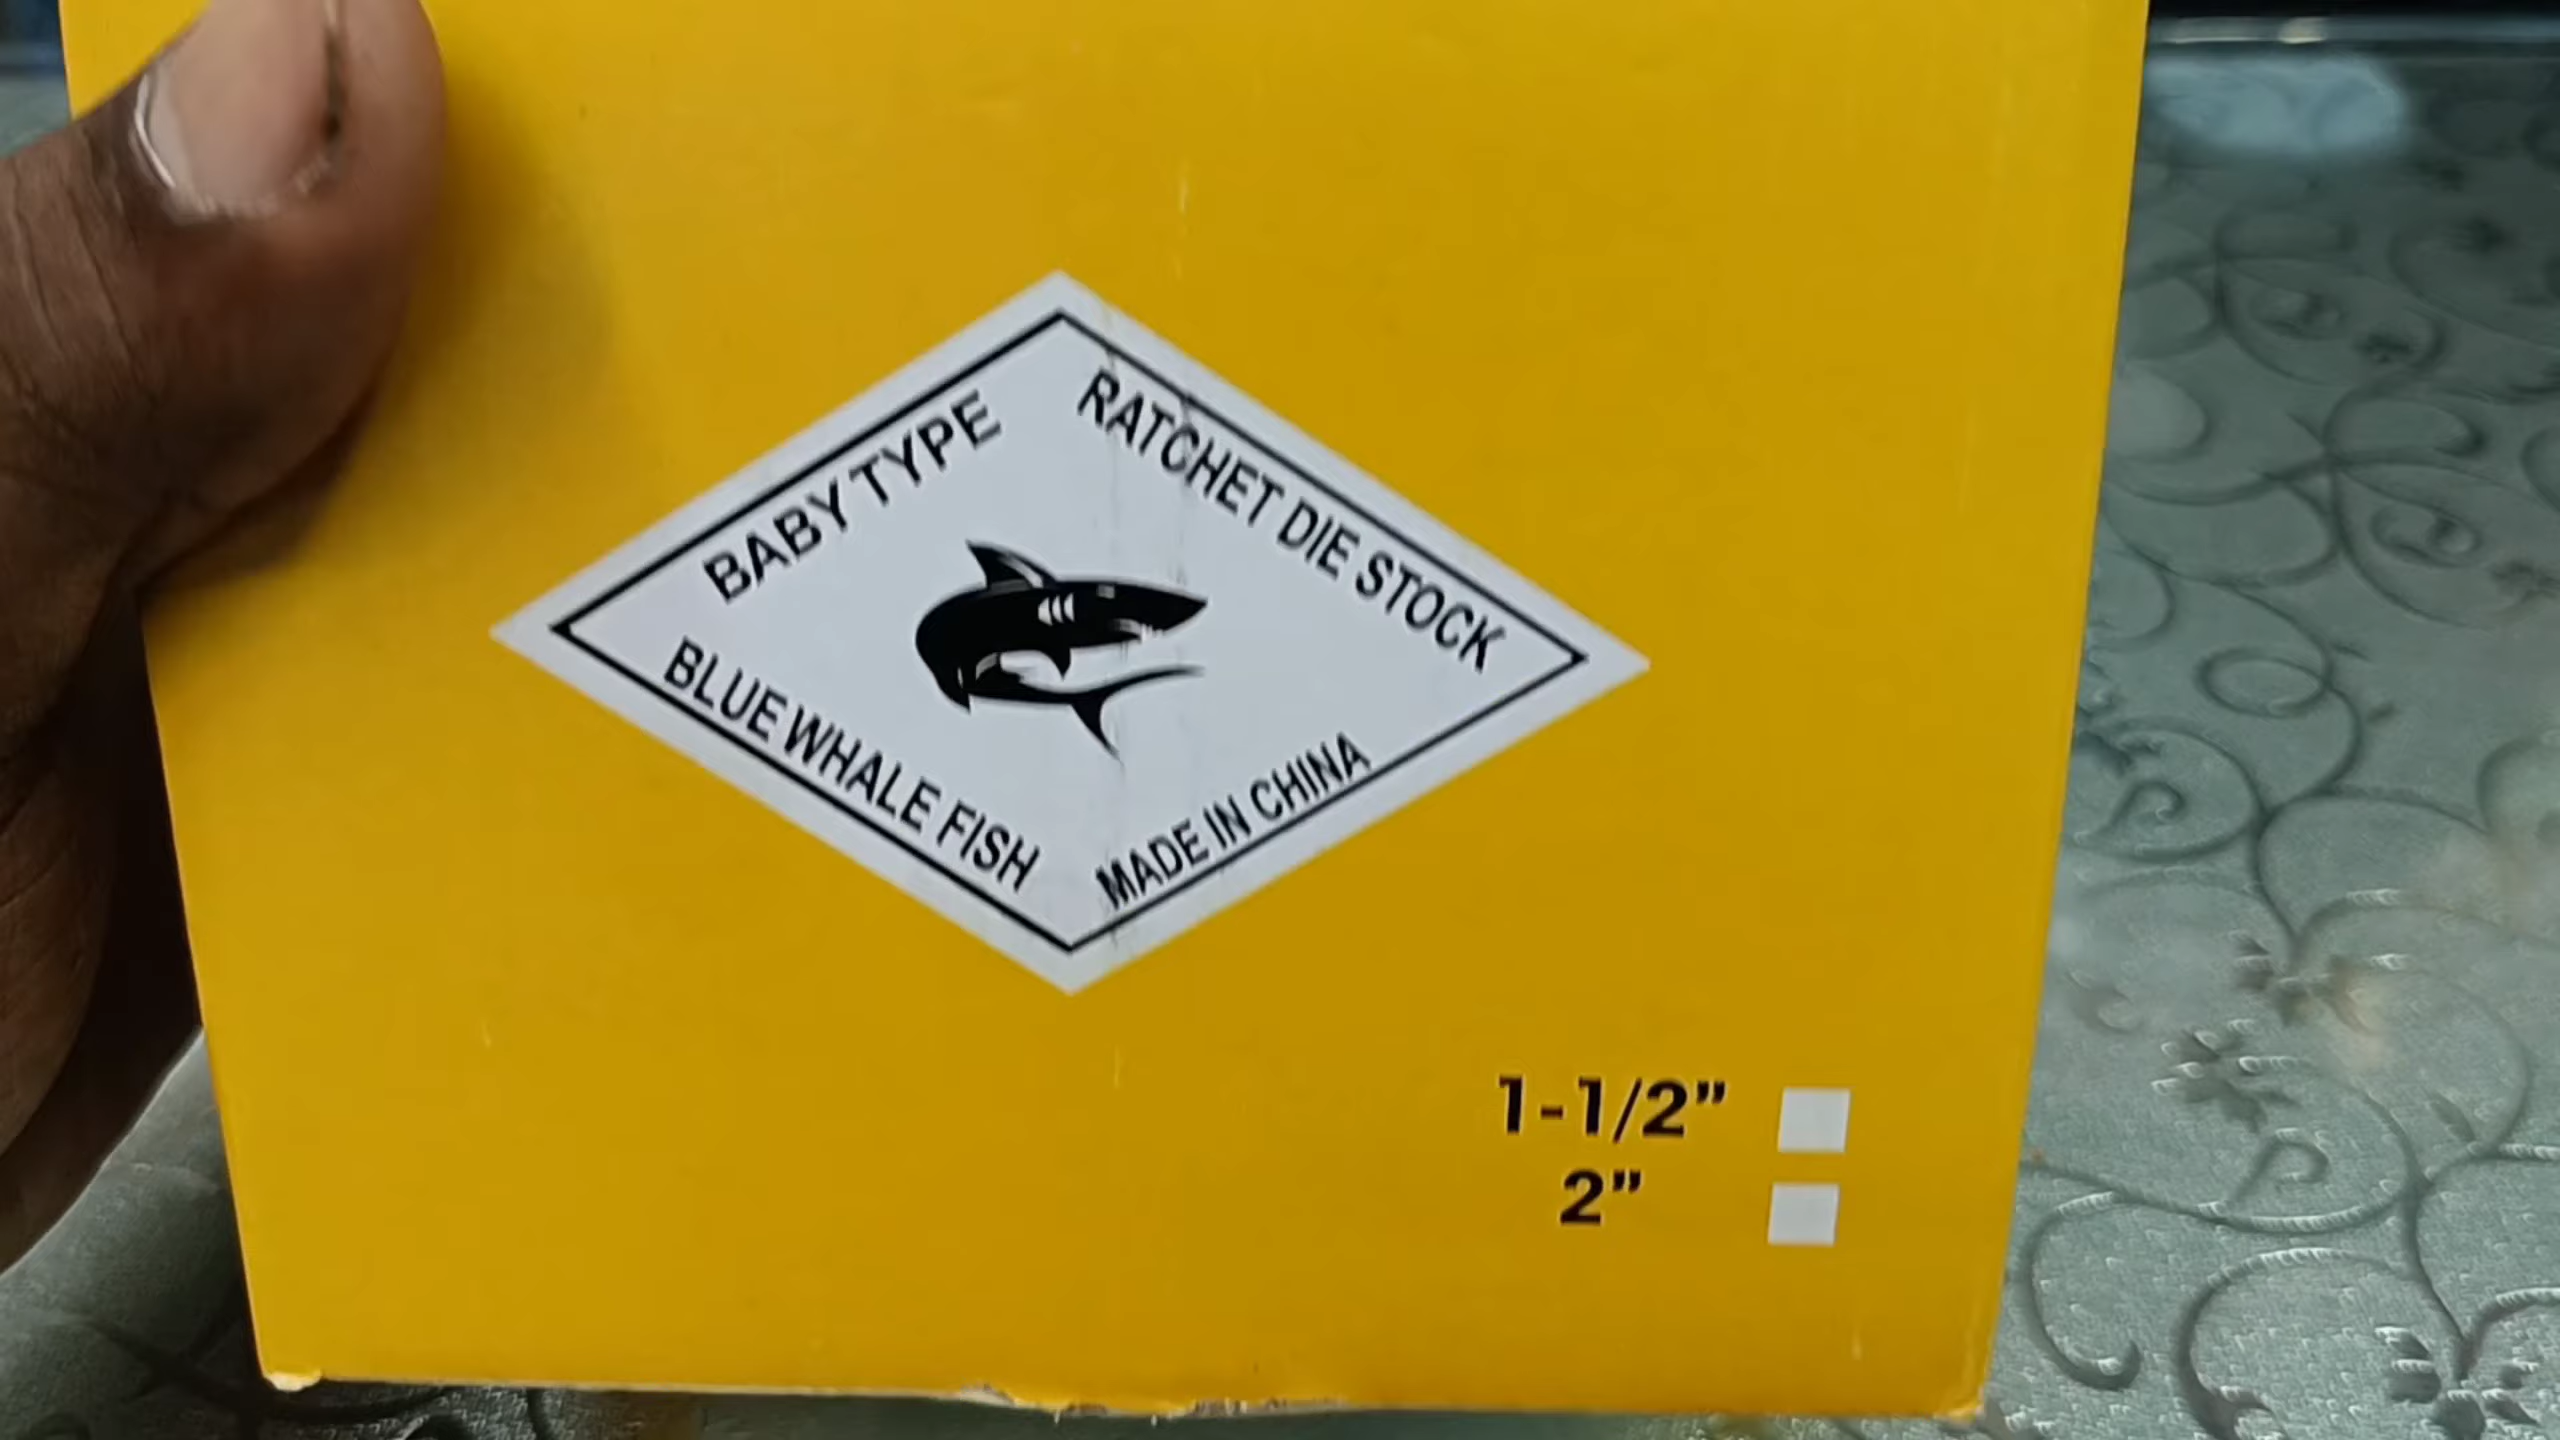 BABY TYPE
RATCHET DIE STOCK
BLUE WHALE FISH
MADE IN CHINA
1-1/2”
2”